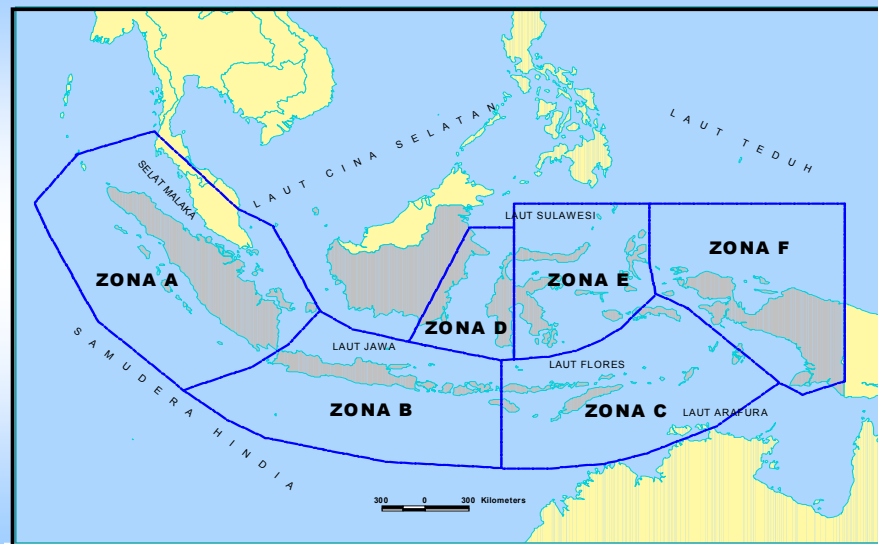 LAUT CINA SELATAN
LAUT TEDUH
SELAT MALAKA
LAUT SULAWESI
ZONA F
ZONA A
ZONA E
ZONA D
LAUT JAWA
LAUT FLORES
ZONA B
ZONA C
LAUT ARAFURA
SAMUDERA HINDIA
300 0 300 Kilometers